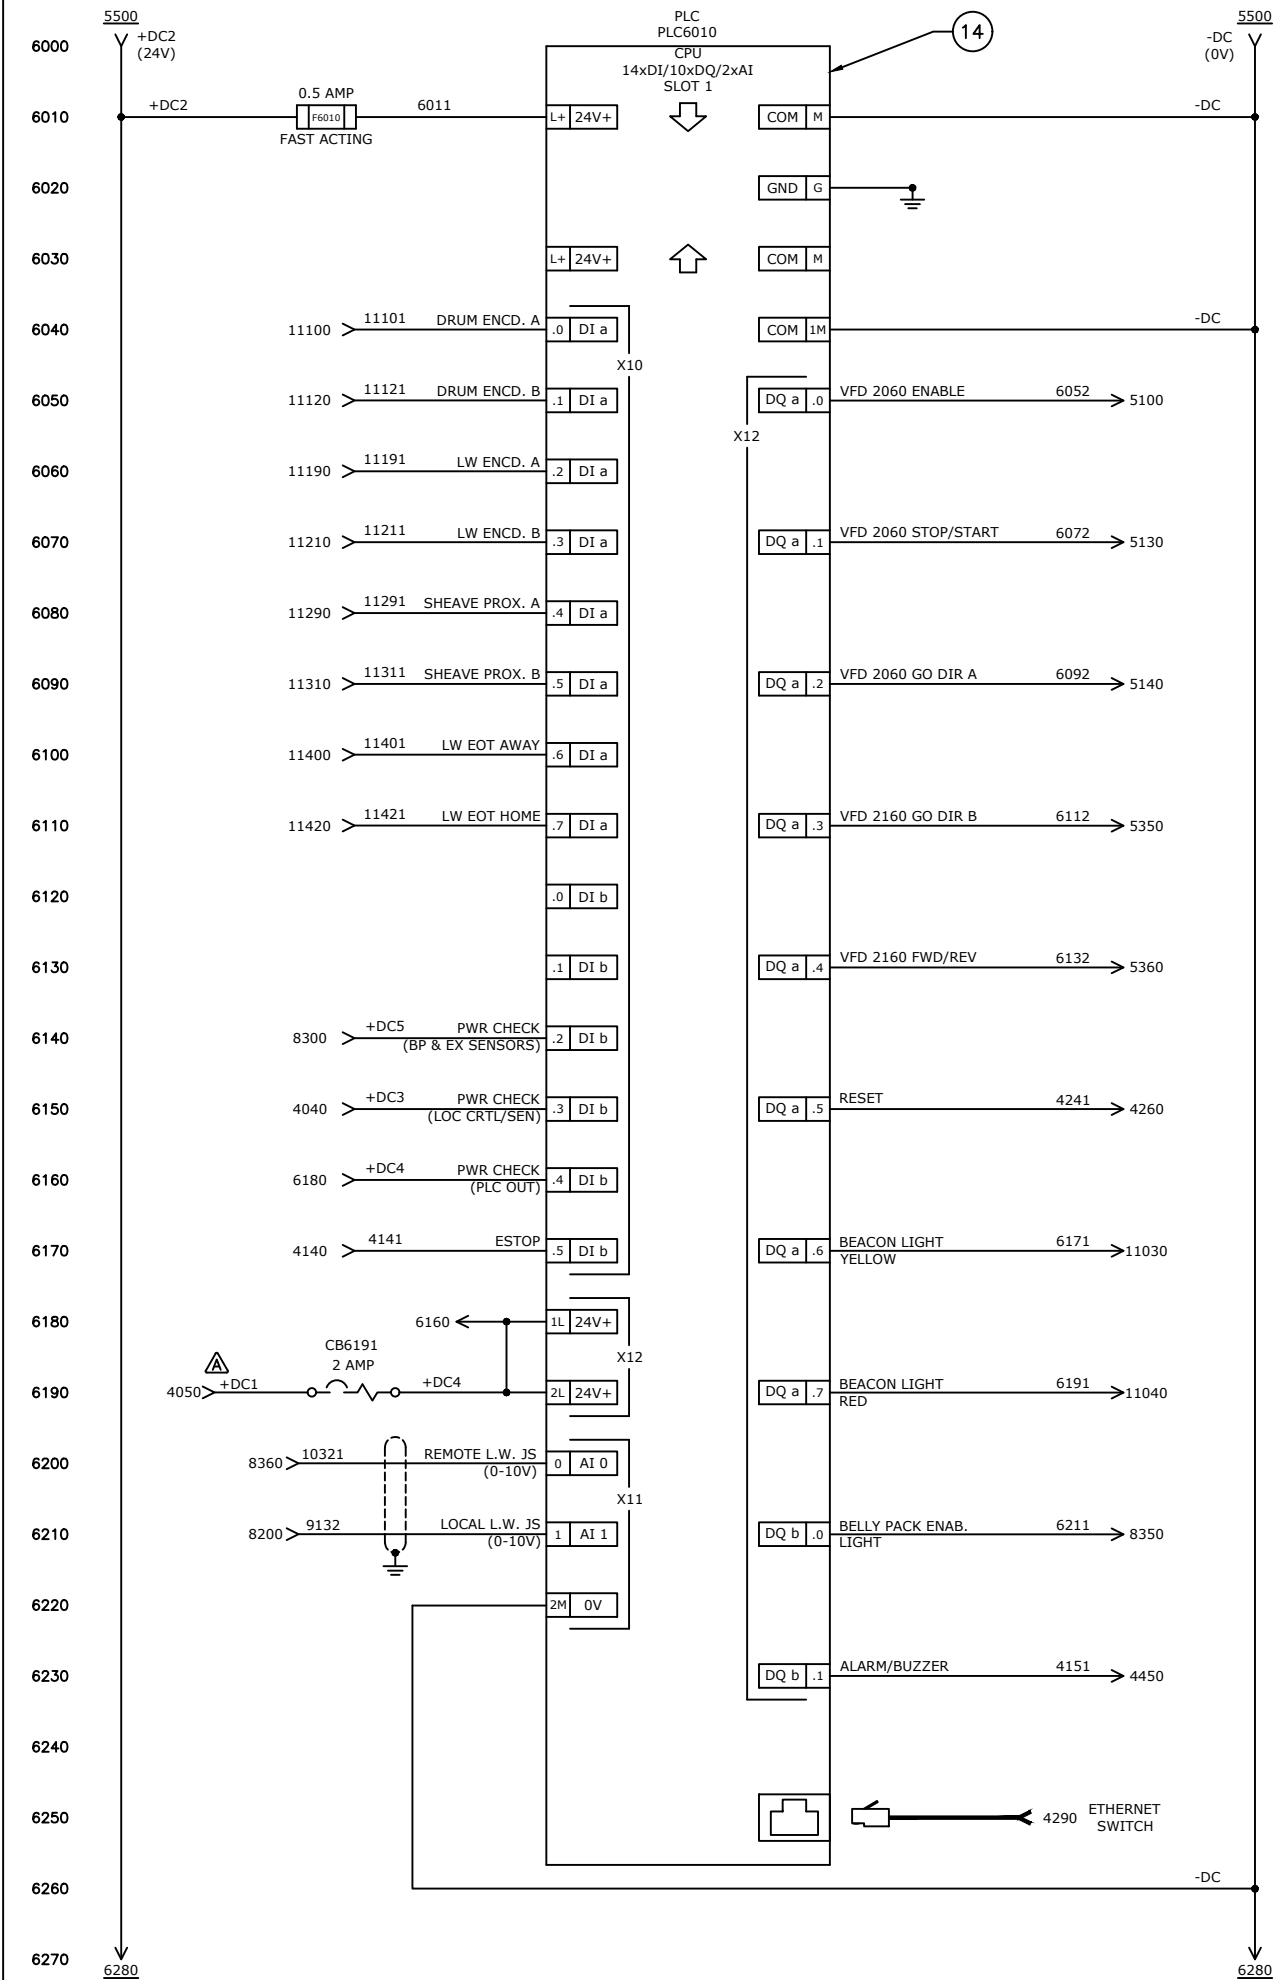 5500 PLC 5500
+DC2 PLC6010 -DC
6000 (24V) CPU 14 (0V)
14xDI/10xDQ/2xAI
SLOT 1
0.5 AMP
6010 +DC2 F6010 6011 L+ 24V+ COM M -DC
FAST ACTING
6020 GND G
6030 L+ 24V+ COM M
6040 11100 11101 DRUM ENCD. A .0 DI a COM 1M -DC
X10
6050 11120 11121 DRUM ENCD. B .1 DI a DQ a .0 VFD 2060 ENABLE 6052 5100
X12
6060 11190 11191 LW ENCD. A .2 DI a
6070 11210 11211 LW ENCD. B .3 DI a DQ a .1 VFD 2060 STOP/START 6072 5130
6080 11290 11291 SHEAVE PROX. A .4 DI a
6090 11310 11311 SHEAVE PROX. B .5 DI a DQ a .2 VFD 2060 GO DIR A 6092 5140
6100 11400 11401 LW EOT AWAY .6 DI a
6110 11420 11421 LW EOT HOME .7 DI a DQ a .3 VFD 2160 GO DIR B 6112 5350
6120 .0 DI b
6130 .1 DI b DQ a .4 VFD 2160 FWD/REV 6132 5360
6140 8300 +DC5 PWR CHECK .2 DI b
(BP & EX SENSORS)
6150 4040 +DC3 PWR CHECK .3 DI b DQ a .5 RESET 4241 4260
(LOC CRTL/SEN)
6160 6180 +DC4 PWR CHECK .4 DI b
(PLC OUT)
6170 4140 4141 ESTOP .5 DI b DQ a .6 BEACON LIGHT 6171 11030
YELLOW
6180 6160 1L 24V+
CB6191 X12
A 2 AMP
6190 4050 +DC1 +DC4 2L 24V+ DQ a .7 BEACON LIGHT 6191 11040
RED
6200 8360 10321 REMOTE L.W. JS 0 AI 0
(0-10V)
X11
6210 8200 9132 LOCAL L.W. JS 1 AI 1 DQ b .0 BELLY PACK ENAB. 6211 8350
(0-10V) LIGHT
6220 2M 0V
6230 DQ b .1 ALARM/BUZZER 4151 4450
6240
6250 4290 ETHERNET
SWITCH
6260 -DC
6270
6280 6280